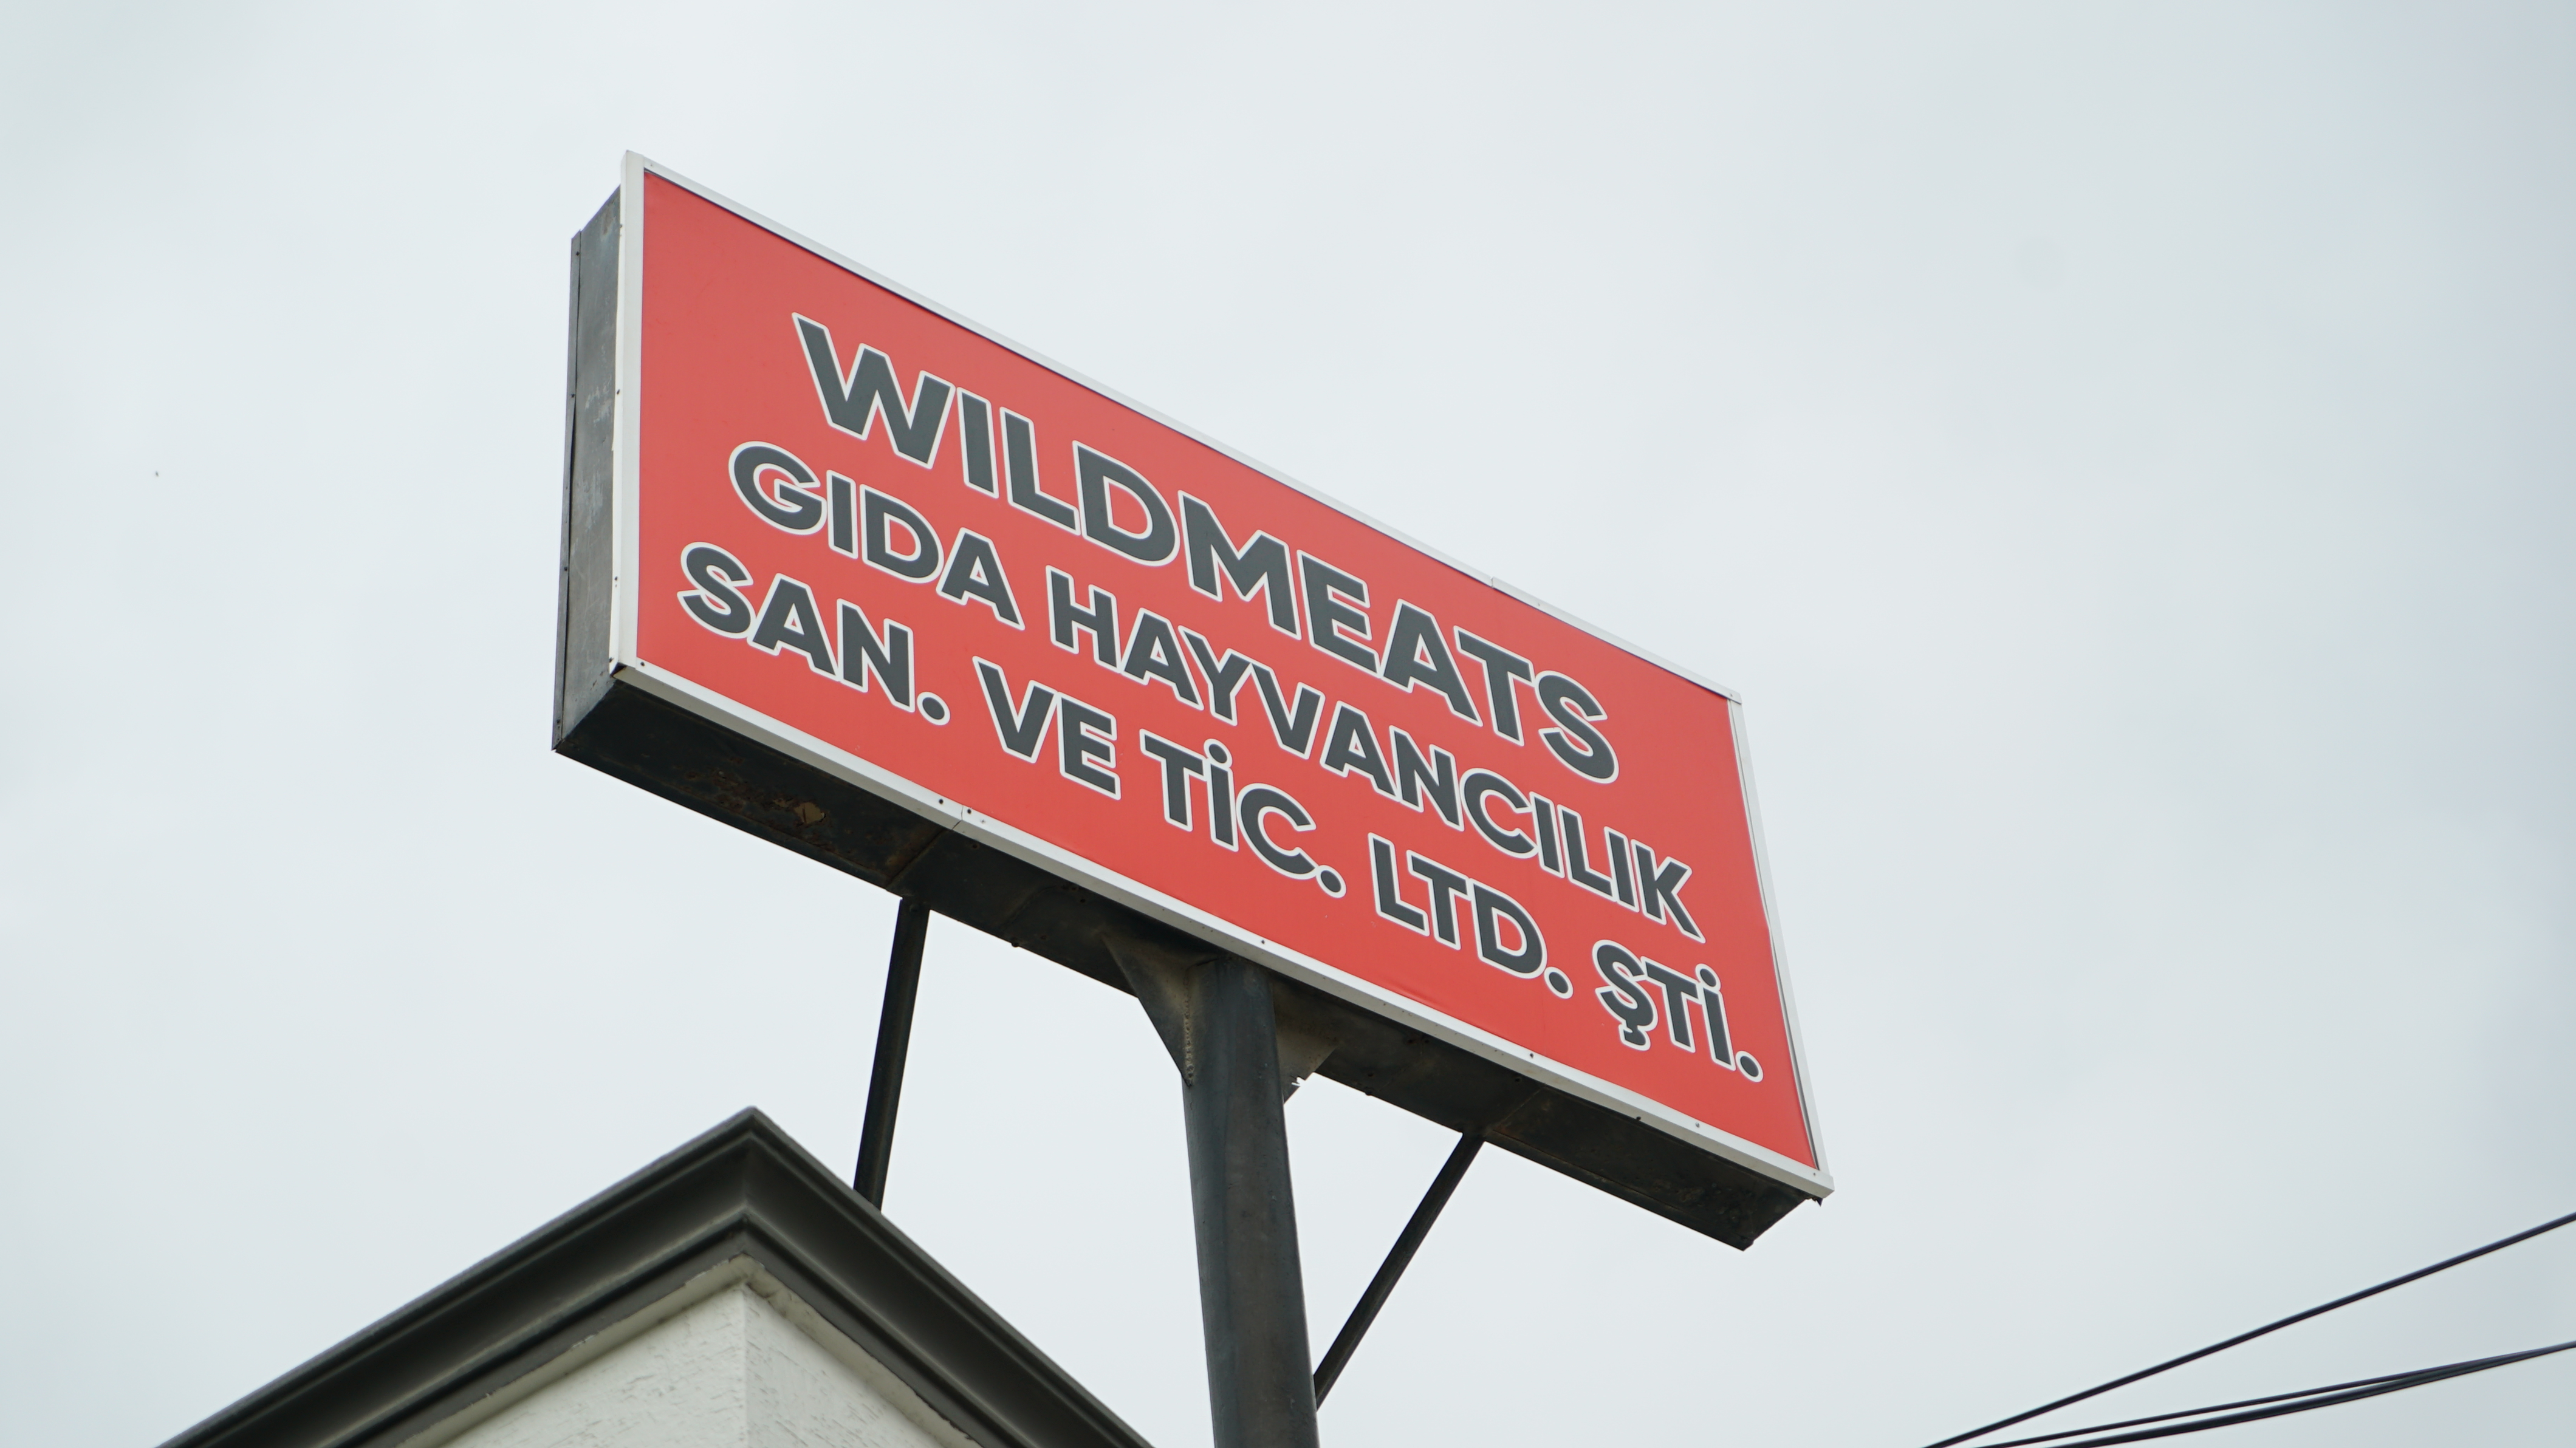 WILDMEATS
GIDA HAYVANCILIK
SAN. VE TİC. LTD. ŞTİ.